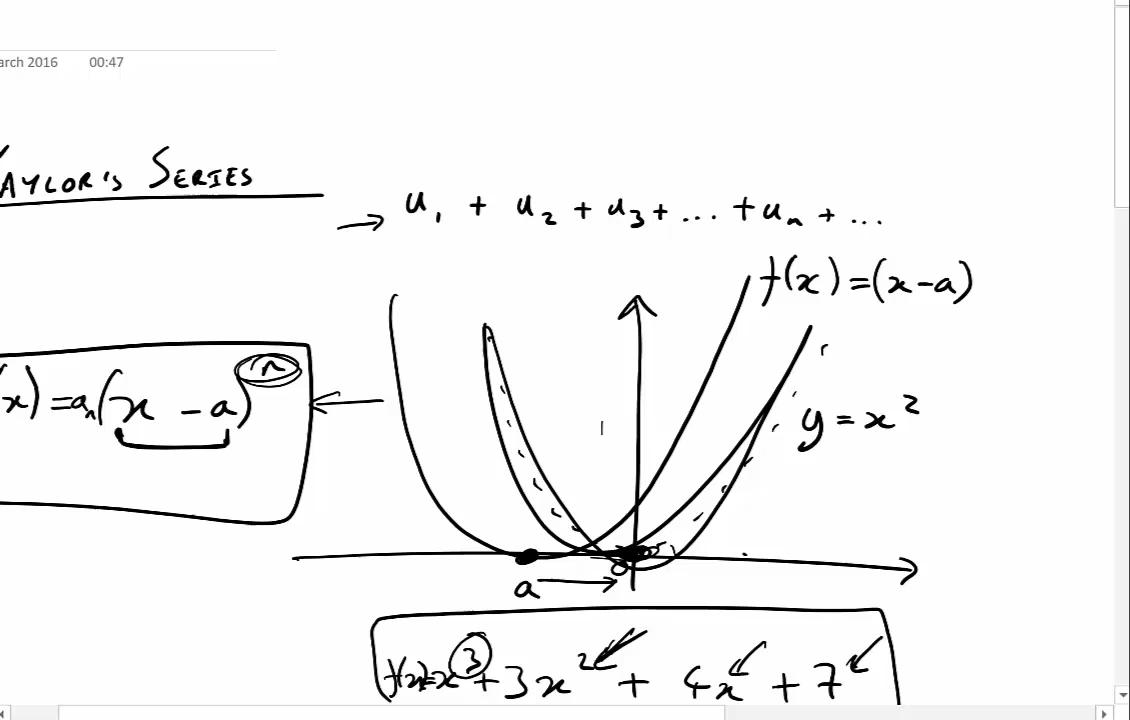 arch 2016 00:47
AYLOR'S SERIES
→ u₁ + u₂ + u₃ + ... + uₙ + ...
f(x) = (x-a)
x) = aₙ(x - a)ⁿ
y = x²
a →
f(x)=x³+3x²+4x+7